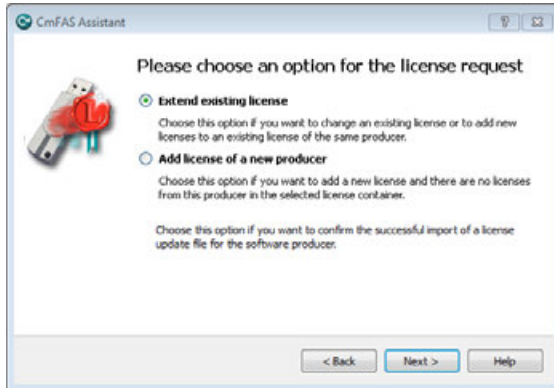 CmFAS Assistant
Please choose an option for the license request
Extend existing license
Choose this option if you want to change an existing license or to add new
licenses to an existing license of the same producer.
Add license of a new producer
Choose this option if you want to add a new license and there are no licenses
from this producer in the selected license container.
Choose this option if you want to confirm the successful import of a license
update file for the software producer.
< Back Next > Help